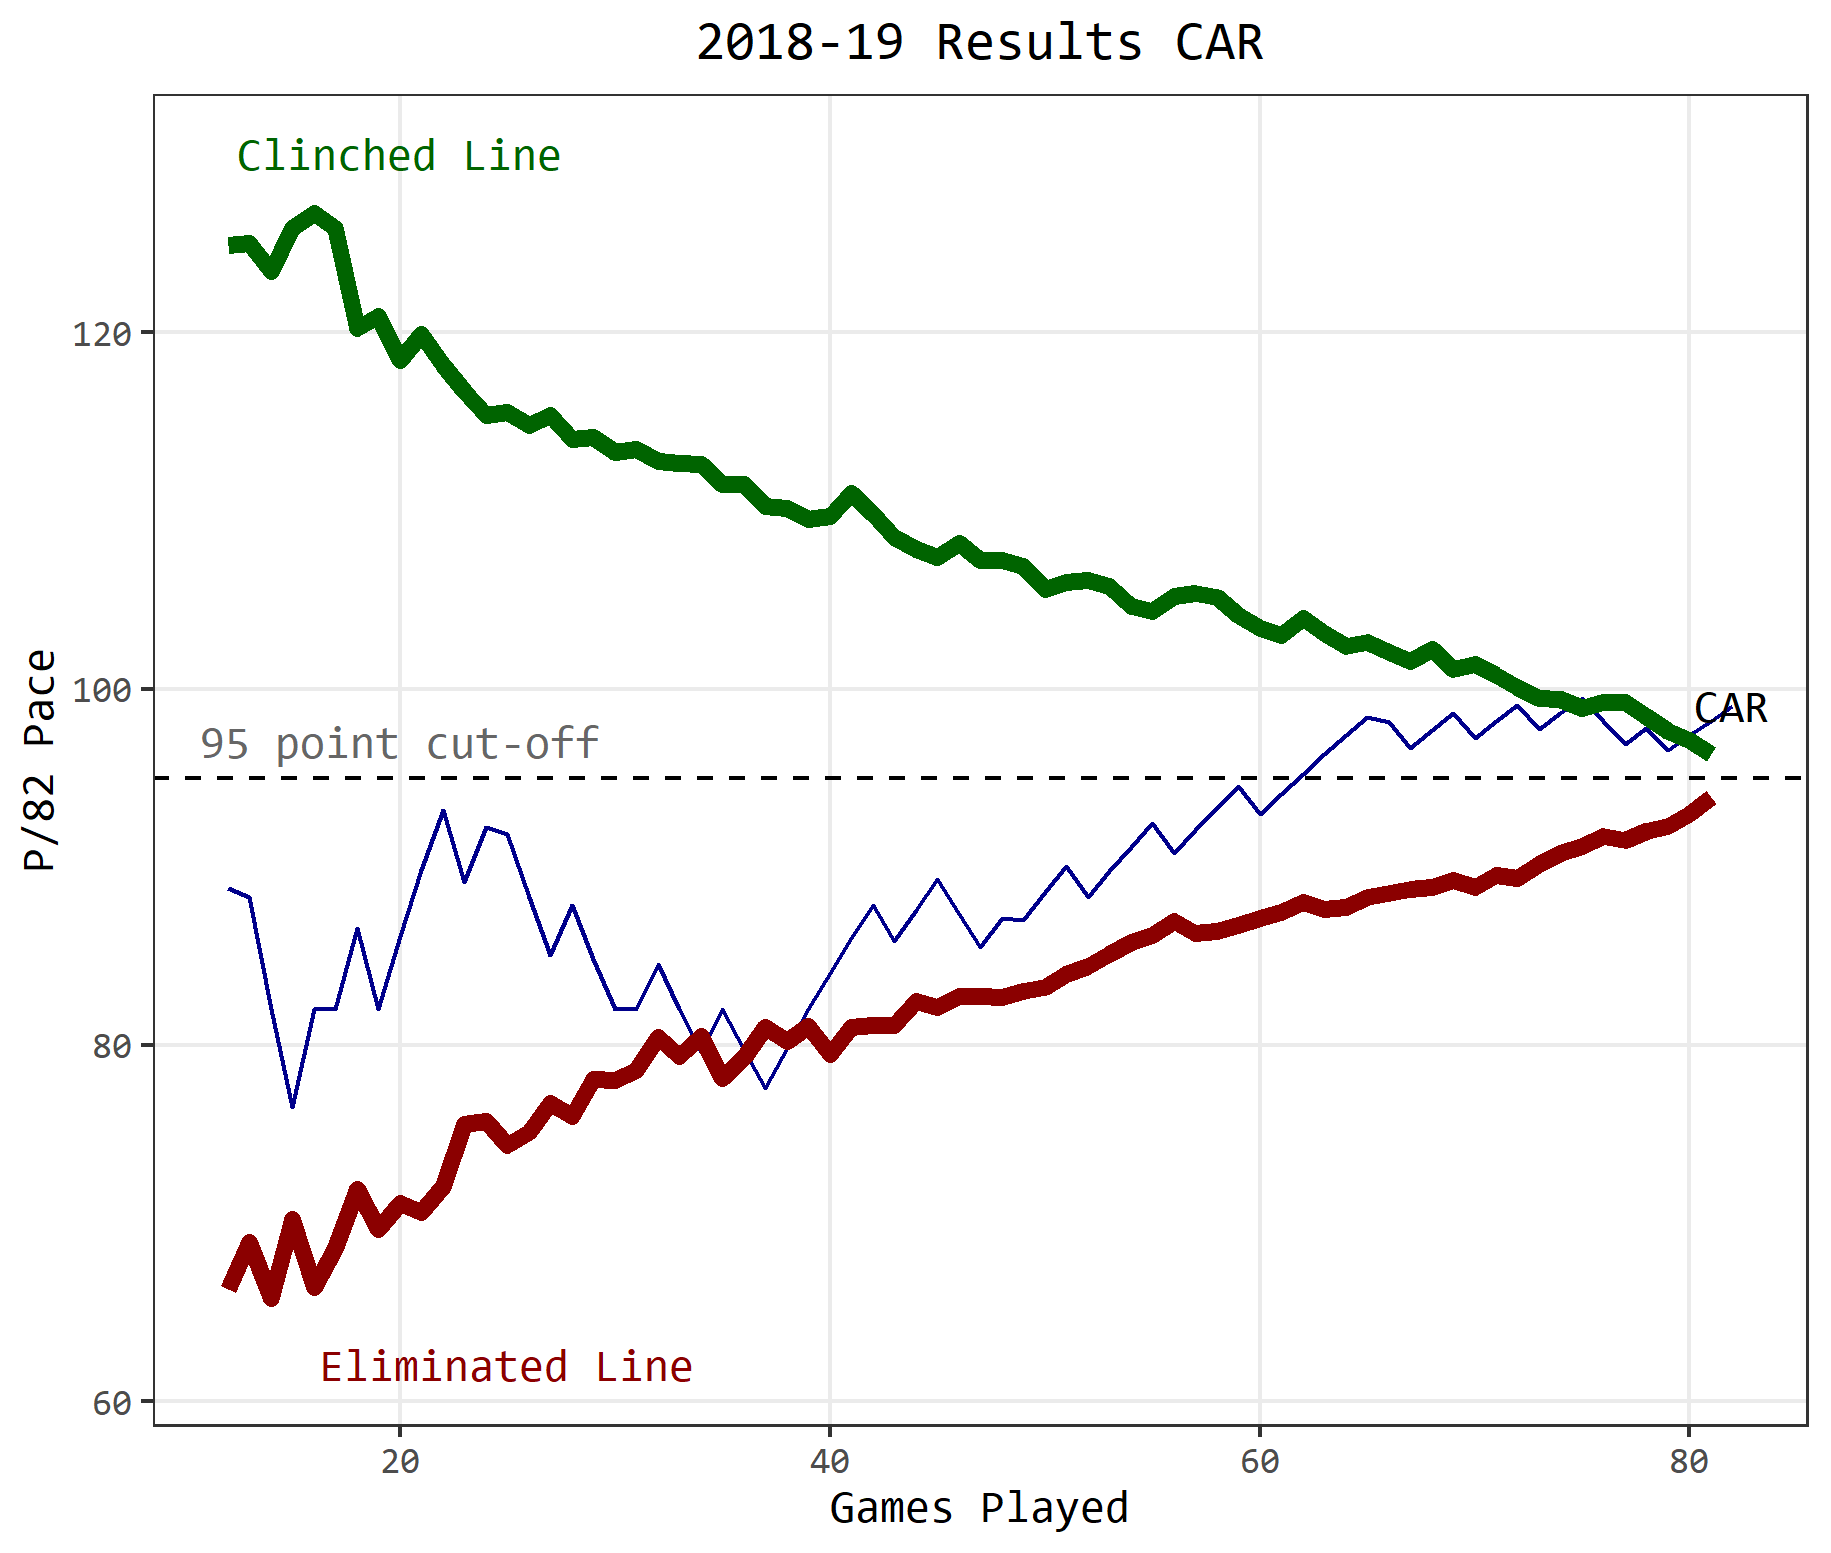 2018-19 Results CAR
Clinched Line
120
100
CAR
95 point cut-off
P/82 Pace
80
Eliminated Line
60
20 40 60 80
Games Played